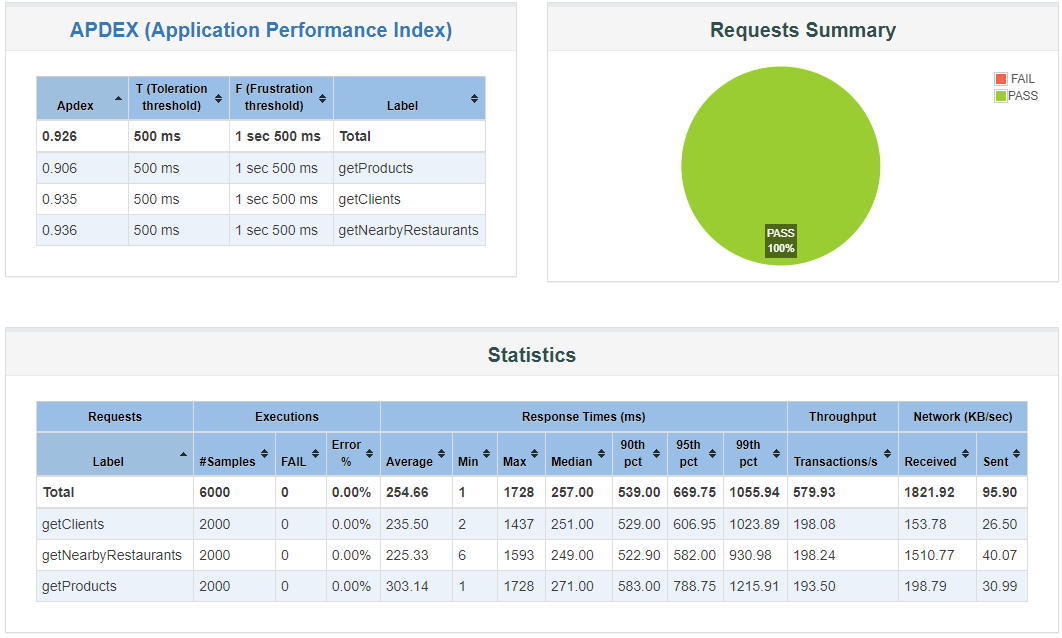 APDEX (Application Performance Index)
Apdex T (Toleration threshold) F (Frustration threshold) Label
0.926 500 ms 1 sec 500 ms Total
0.906 500 ms 1 sec 500 ms getProducts
0.935 500 ms 1 sec 500 ms getClients
0.936 500 ms 1 sec 500 ms getNearbyRestaurants
Requests Summary
FAIL
PASS
PASS
100%
Statistics
Requests Executions Response Times (ms) Throughput Network (KB/sec)
Label #Samples FAIL Error % Average Min Max Median 90th pct 95th pct 99th pct Transactions/s Received Sent
Total 6000 0 0.00% 254.66 1 1728 257.00 539.00 669.75 1055.94 579.93 1821.92 95.90
getClients 2000 0 0.00% 235.50 2 1437 251.00 529.00 606.95 1023.89 198.08 153.78 26.50
getNearbyRestaurants 2000 0 0.00% 225.33 6 1593 249.00 522.90 582.00 930.98 198.24 1510.77 40.07
getProducts 2000 0 0.00% 303.14 1 1728 271.00 583.00 788.75 1215.91 193.50 198.79 30.99